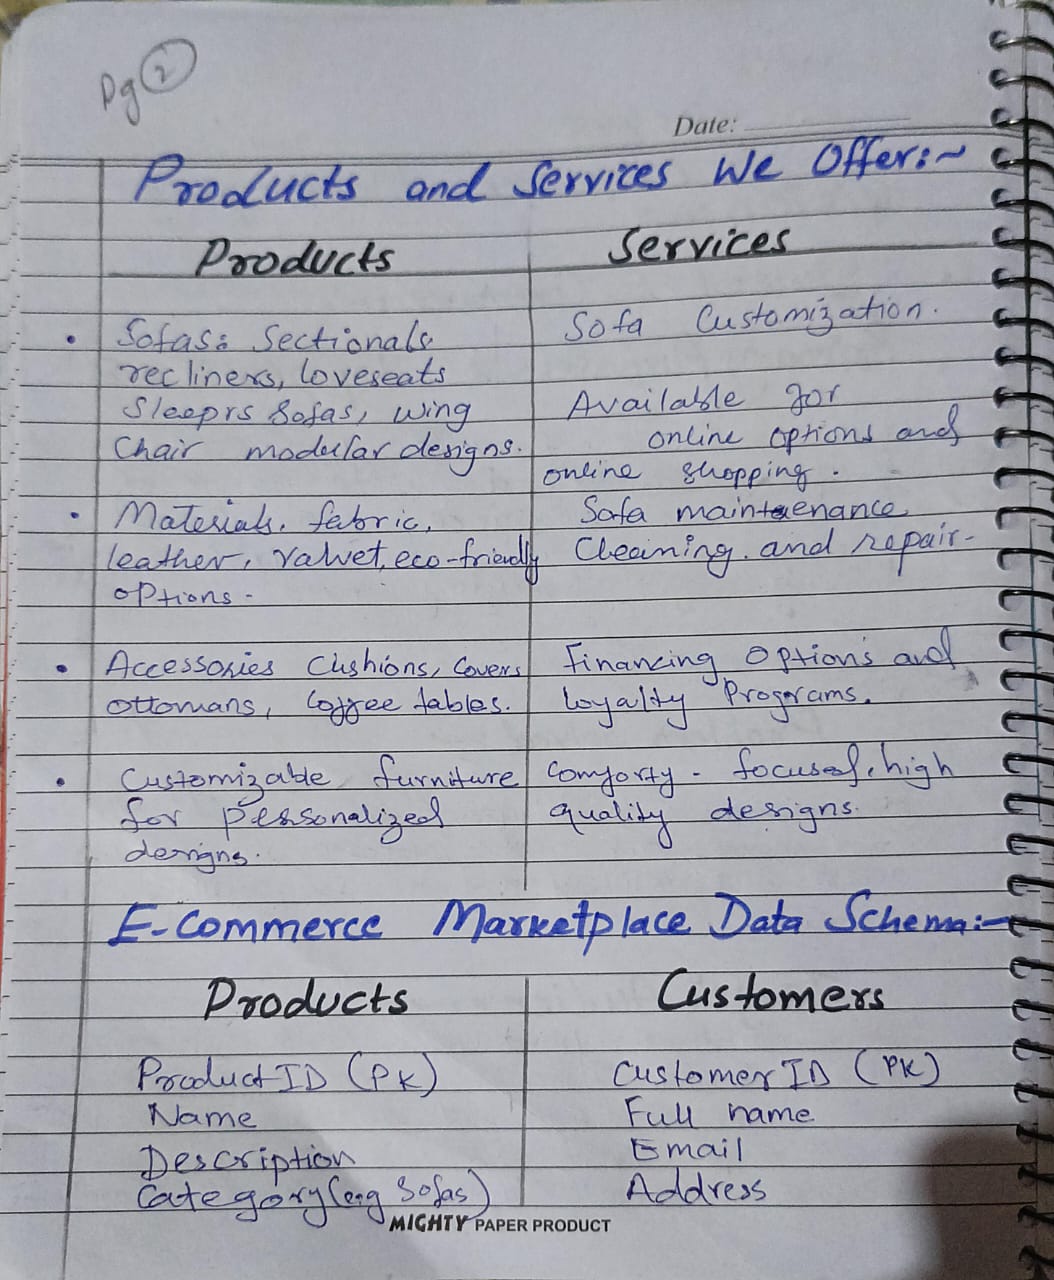 Pg 2
Date:
Products and Services We Offer:~
Products
Services
• Sofas: Sectionals
recliners, loveseats
Sleeprs Sofas, wing
Chair modular designs.
• Materials, fabric,
leather, valvet, eco-friendly
options.
• Accessories Cushions, Covers
ottomans, Coffee tables.
• Customizable furniture
for personalized
designs.
Sofa Customization.
Available for
online options and
online shopping.
Sofa maintaenance
Cleaning. and repair-
Financing options and
loyalty Programs.
Comforty - focused, high
quality designs.
E-Commerce Marketplace Data Schema:-
Products
Product ID (PK)
Name
Description
Category (eng Sofas)
Customers
Customer ID (PK)
Full name
Email
Address
MIGHTY PAPER PRODUCT